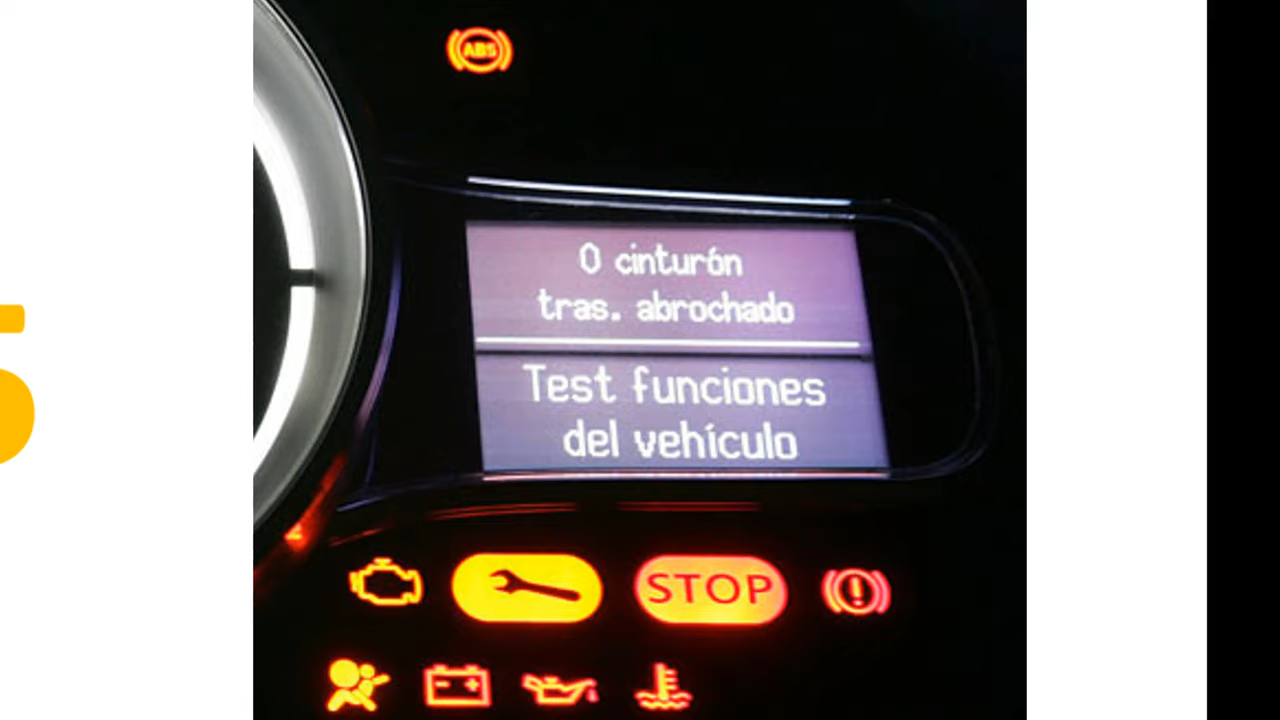 ABS
0 cinturón
tras. abrochado
Test funciones
del vehículo
STOP